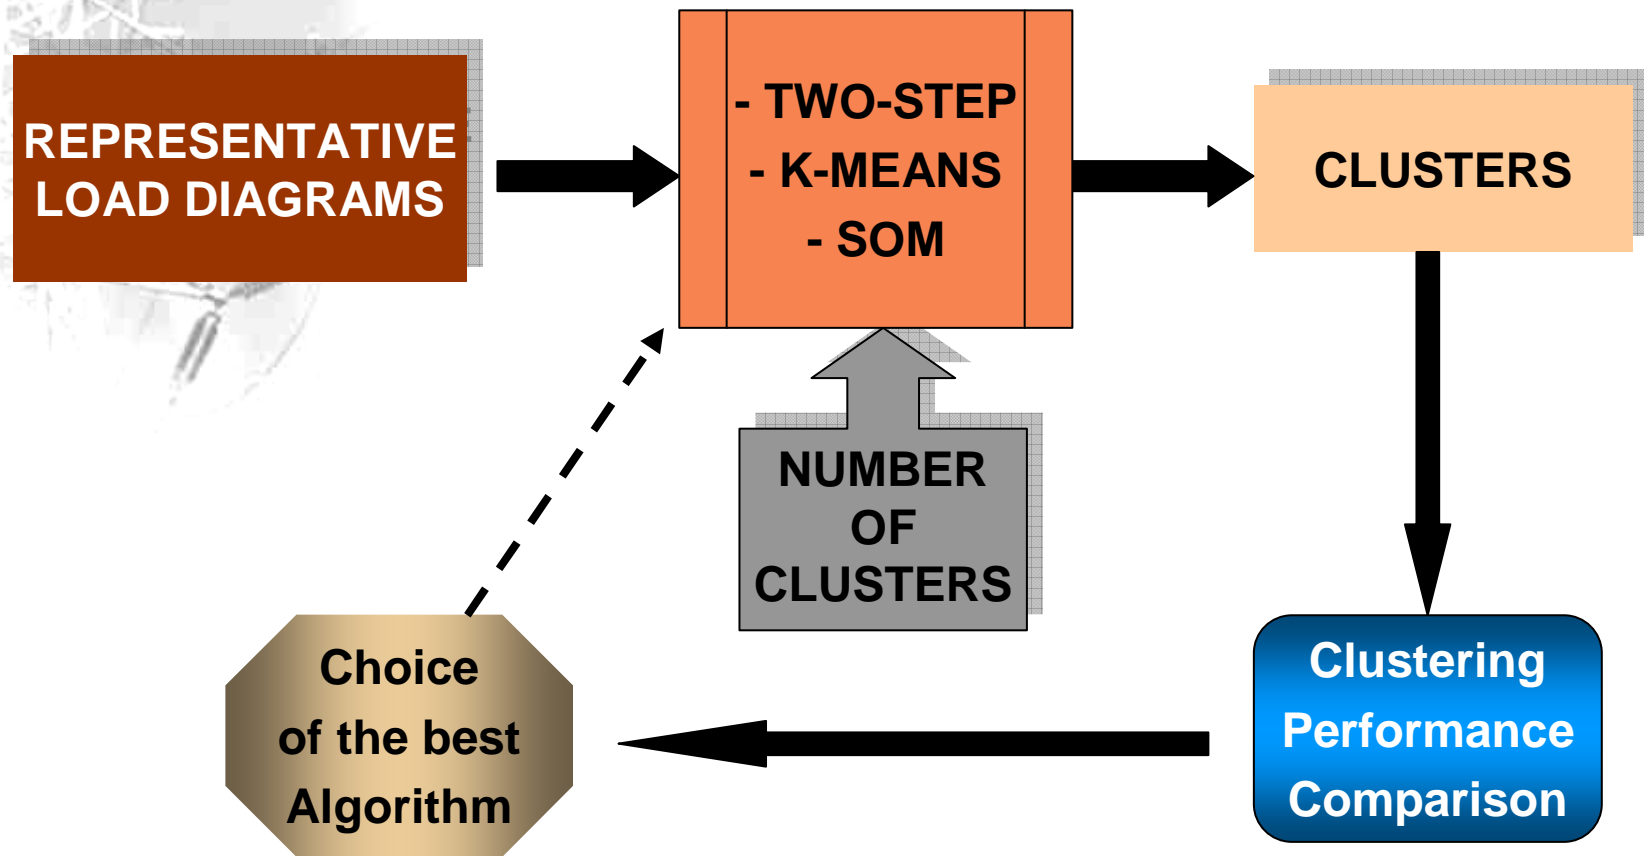 REPRESENTATIVE
LOAD DIAGRAMS
- TWO-STEP
- K-MEANS
- SOM
CLUSTERS
NUMBER
OF
CLUSTERS
Choice
of the best
Algorithm
Clustering
Performance
Comparison